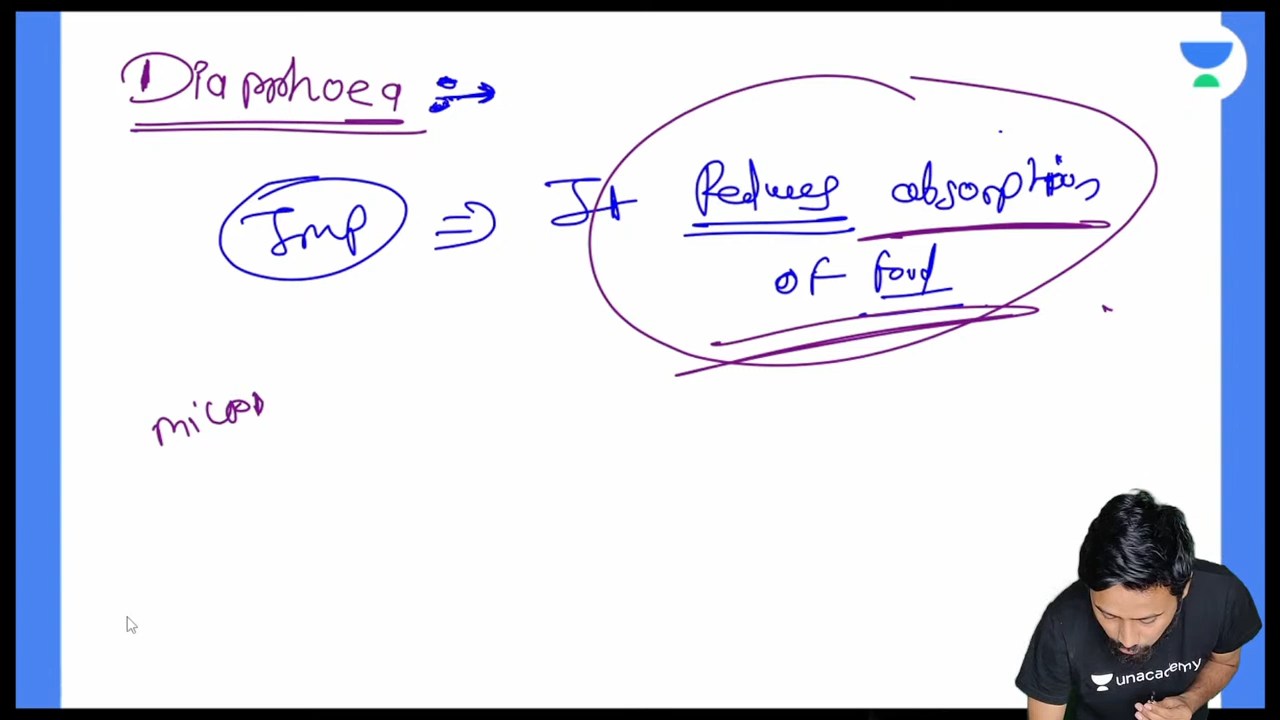 Diarrhoea :→
Imp ⇒ It Reduces absorption
of food
micro
unacademy